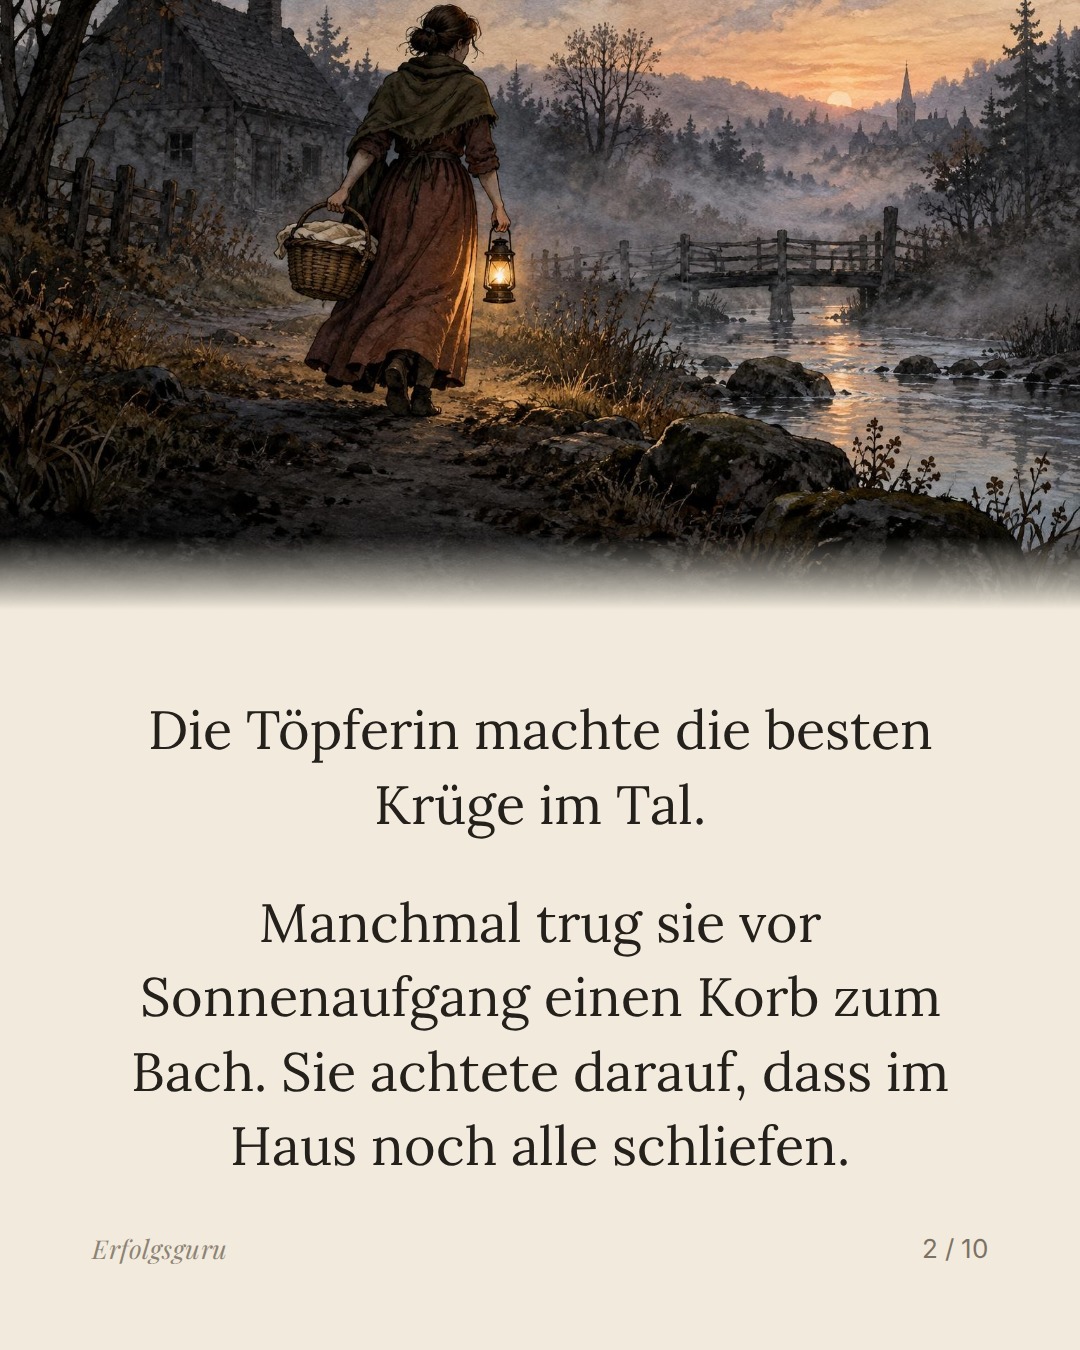 Die Töpferin machte die besten
Krüge im Tal.
Manchmal trug sie vor
Sonnenaufgang einen Korb zum
Bach. Sie achtete darauf, dass im
Haus noch alle schliefen.
Erfolgsguru
2 / 10